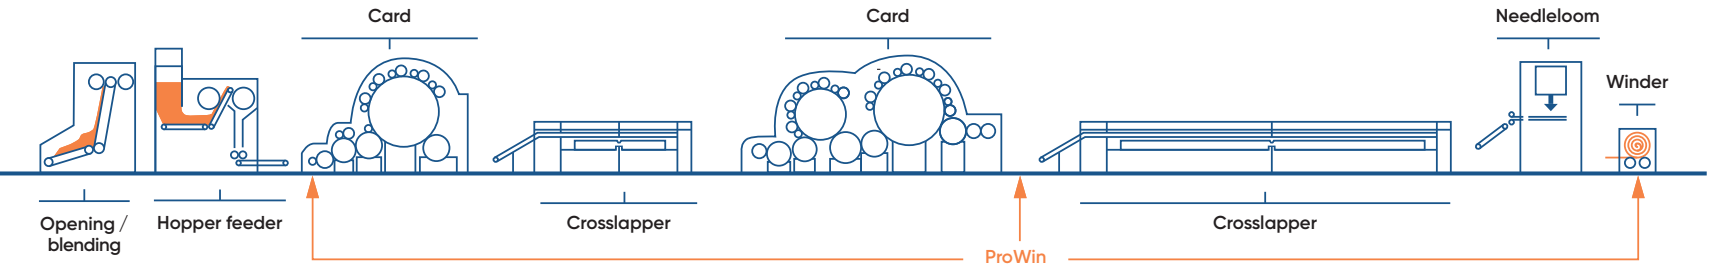 Card
Card
Needleloom
Winder
Opening /
blending
Hopper feeder
Crosslapper
Crosslapper
ProWin